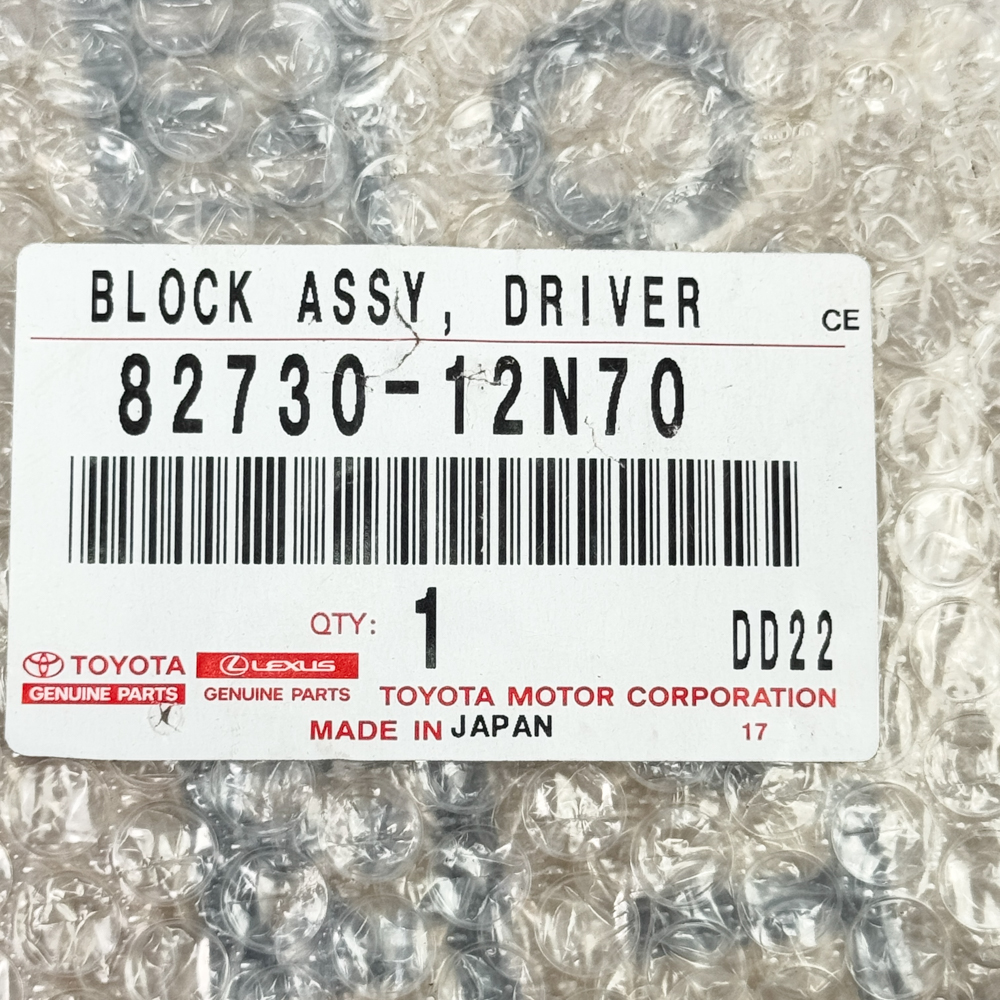 BLOCK ASSY, DRIVER
CE
82730-12N70
QTY: 1
DD22
TOYOTA
GENUINE PARTS
LEXUS
GENUINE PARTS
TOYOTA MOTOR CORPORATION
MADE IN JAPAN
17